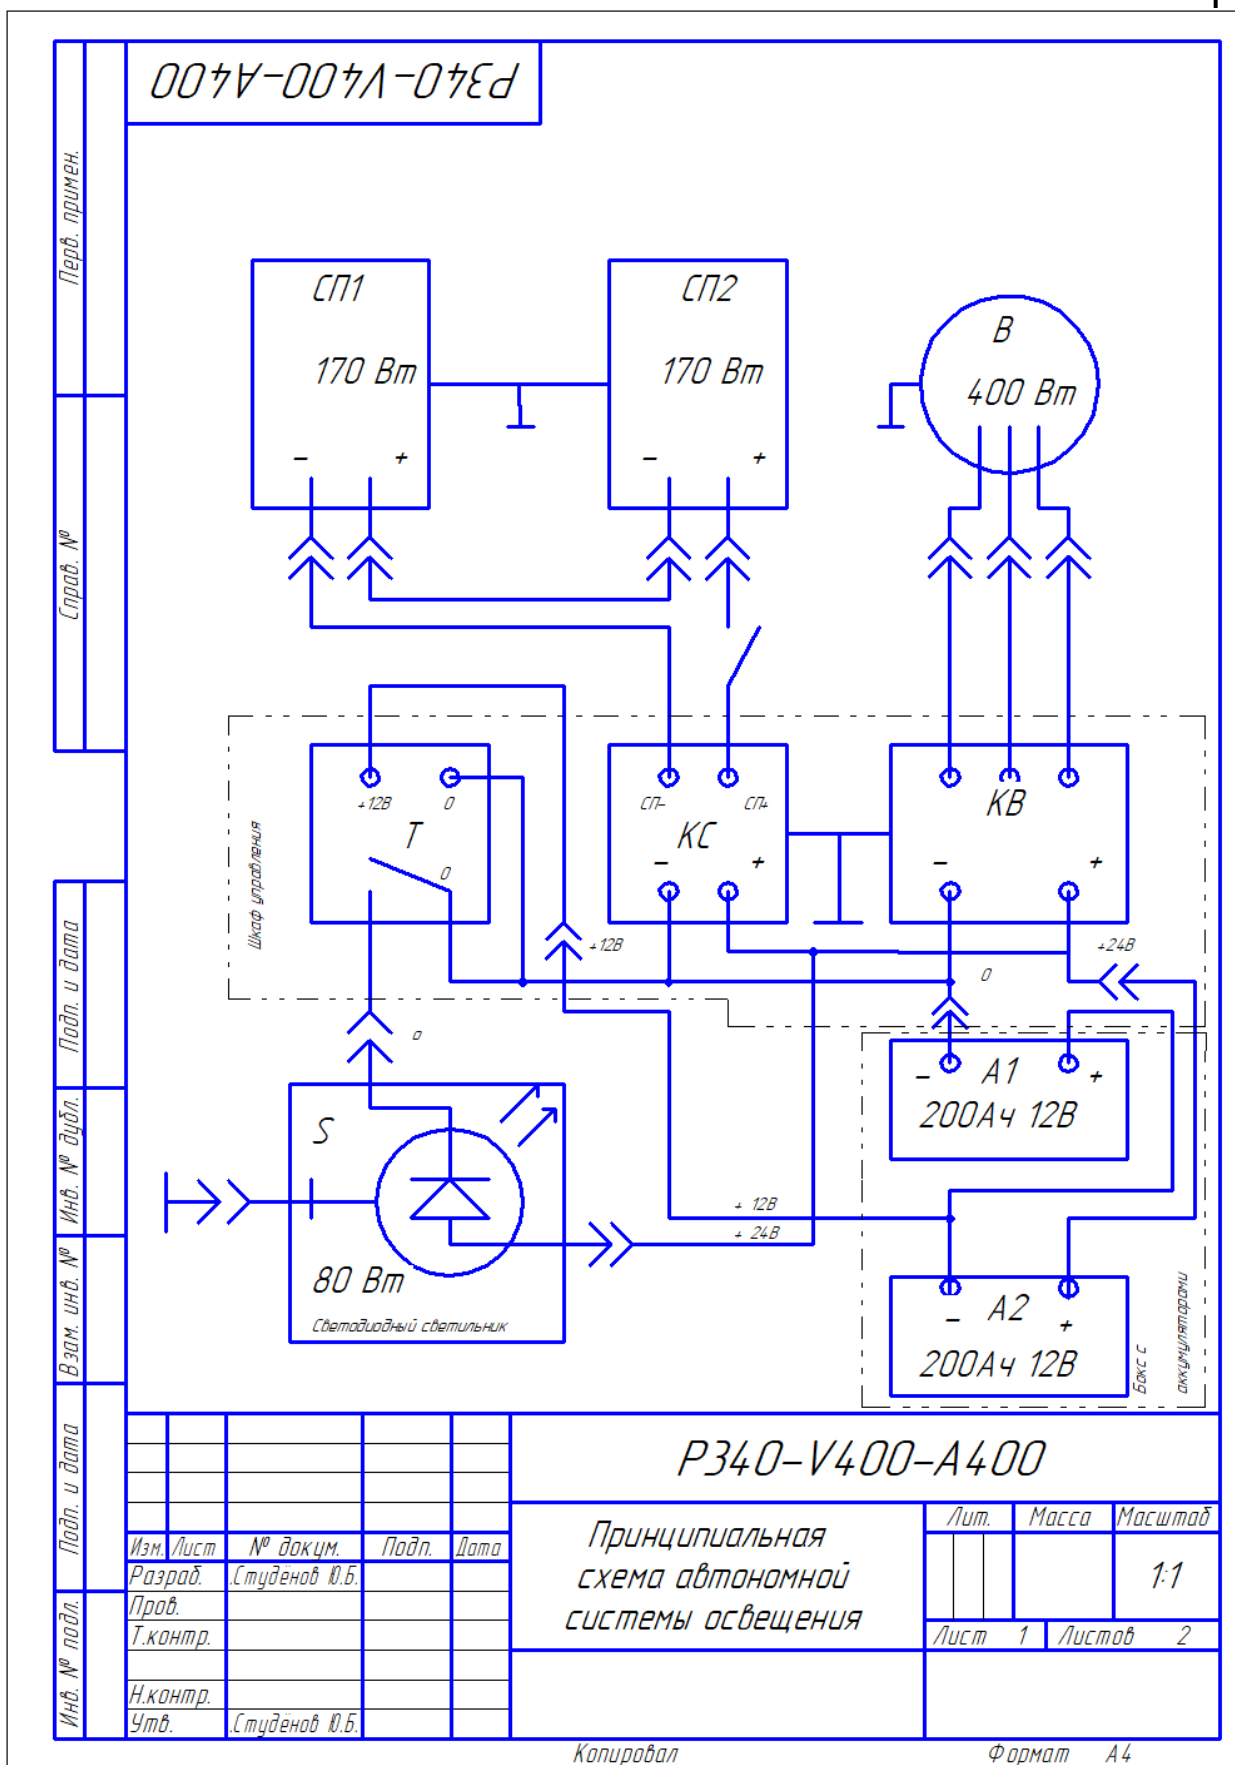 Р340-V400-А400
Перв. примен.
Справ. №
Подп. и дата
Инв. № дубл.
Взам. инв. №
Подп. и дата
Инв. № подл.
СП1
170 Вт
- +
СП2
170 Вт
- +
В
400 Вт
Шкаф управления
+12В 0
Т
0
СП- СП+
КС
- +
КВ
- +
+12В
0
+24В
0
- А1 +
200Ач 12В
S
80 Вт
Светодиодный светильник
+ 12В
+ 24В
- А2 +
200Ач 12В
Бокс с
аккумуляторами
Р340-V400-А400
Принципиальная
схема автономной
системы освещения
Лит. Масса Масштаб
1:1
Лист 1 Листов 2
Изм. Лист № докум. Подп. Дата
Разраб. .Студёнов Ю.Б.
Пров.
Т.контр.
Н.контр.
Утв. .Студёнов Ю.Б.
Копировал Формат А4